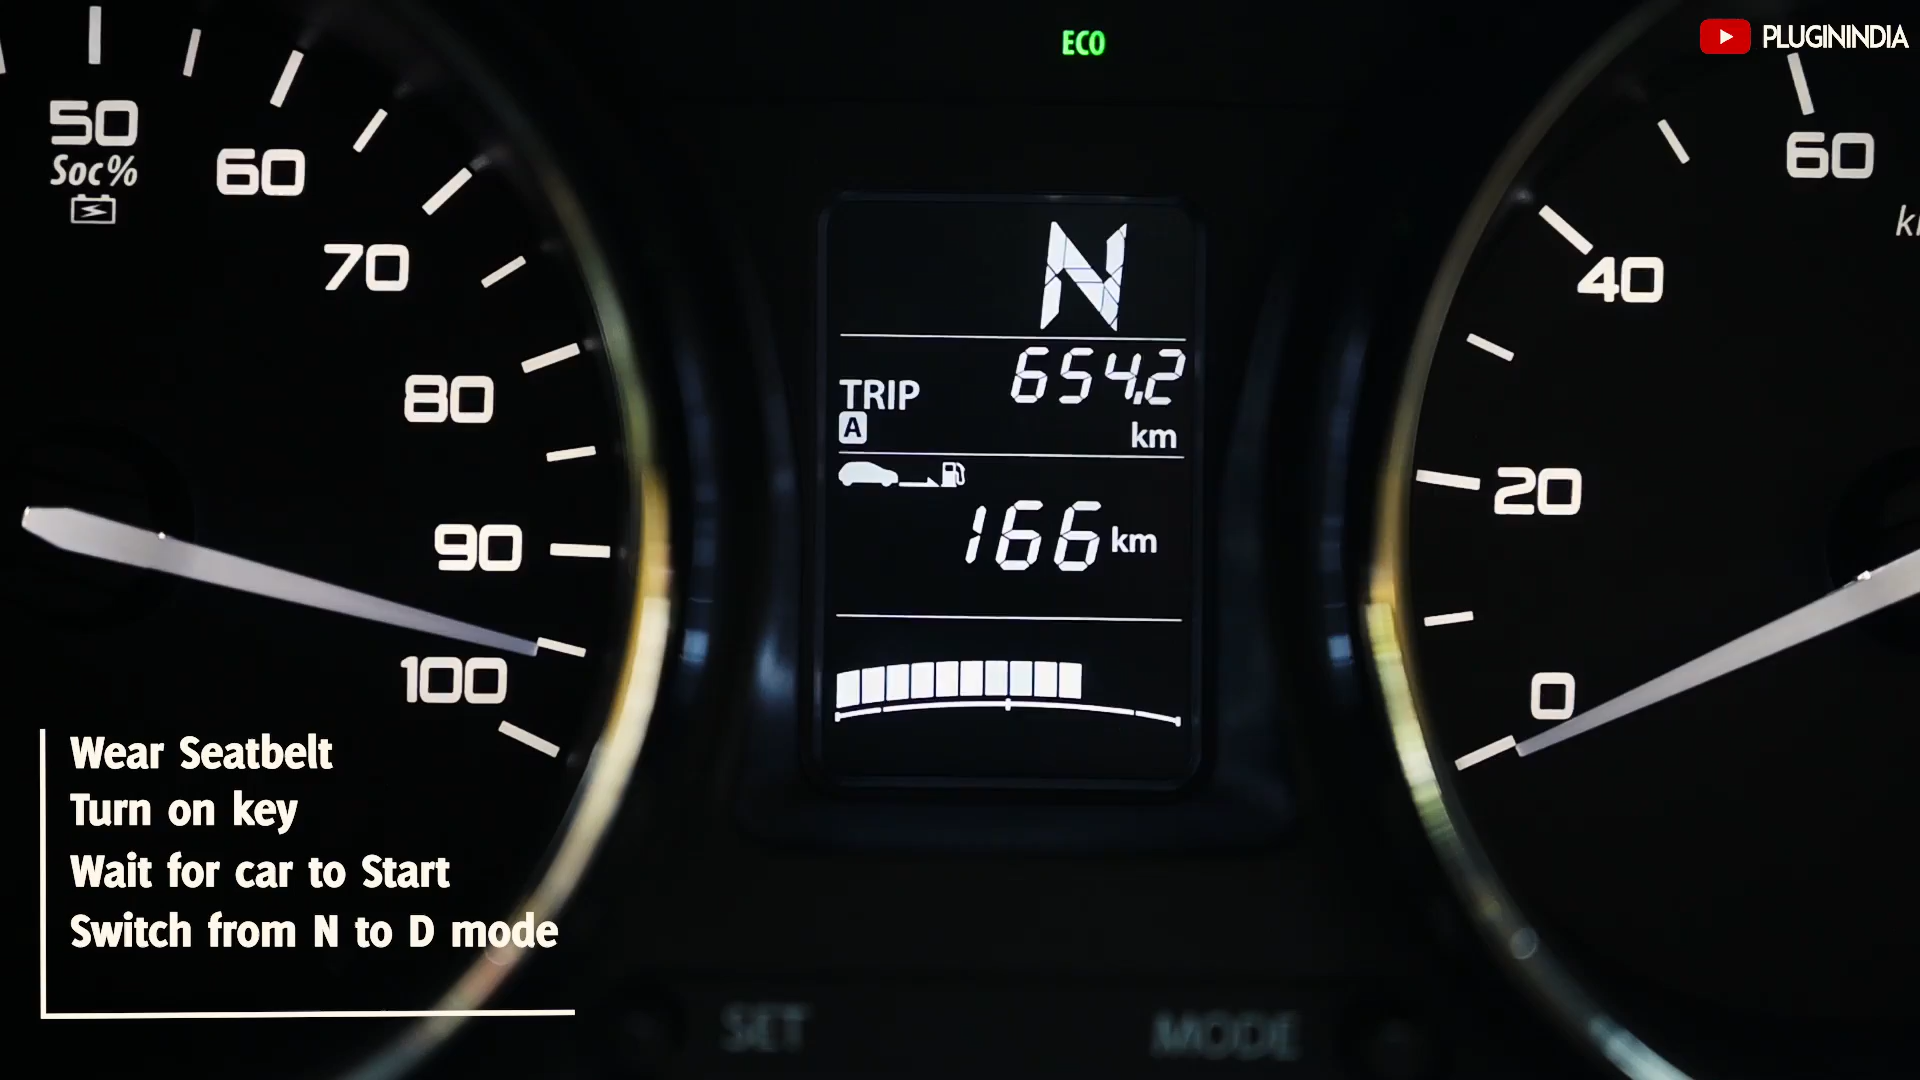 ECO
PLUGININDIA
50
Soc%
60
70
80
90
100
N
TRIP
654.2
A
km
166 km
60
40
20
0
Wear Seatbelt
Turn on key
Wait for car to Start
Switch from N to D mode
SET
MODE